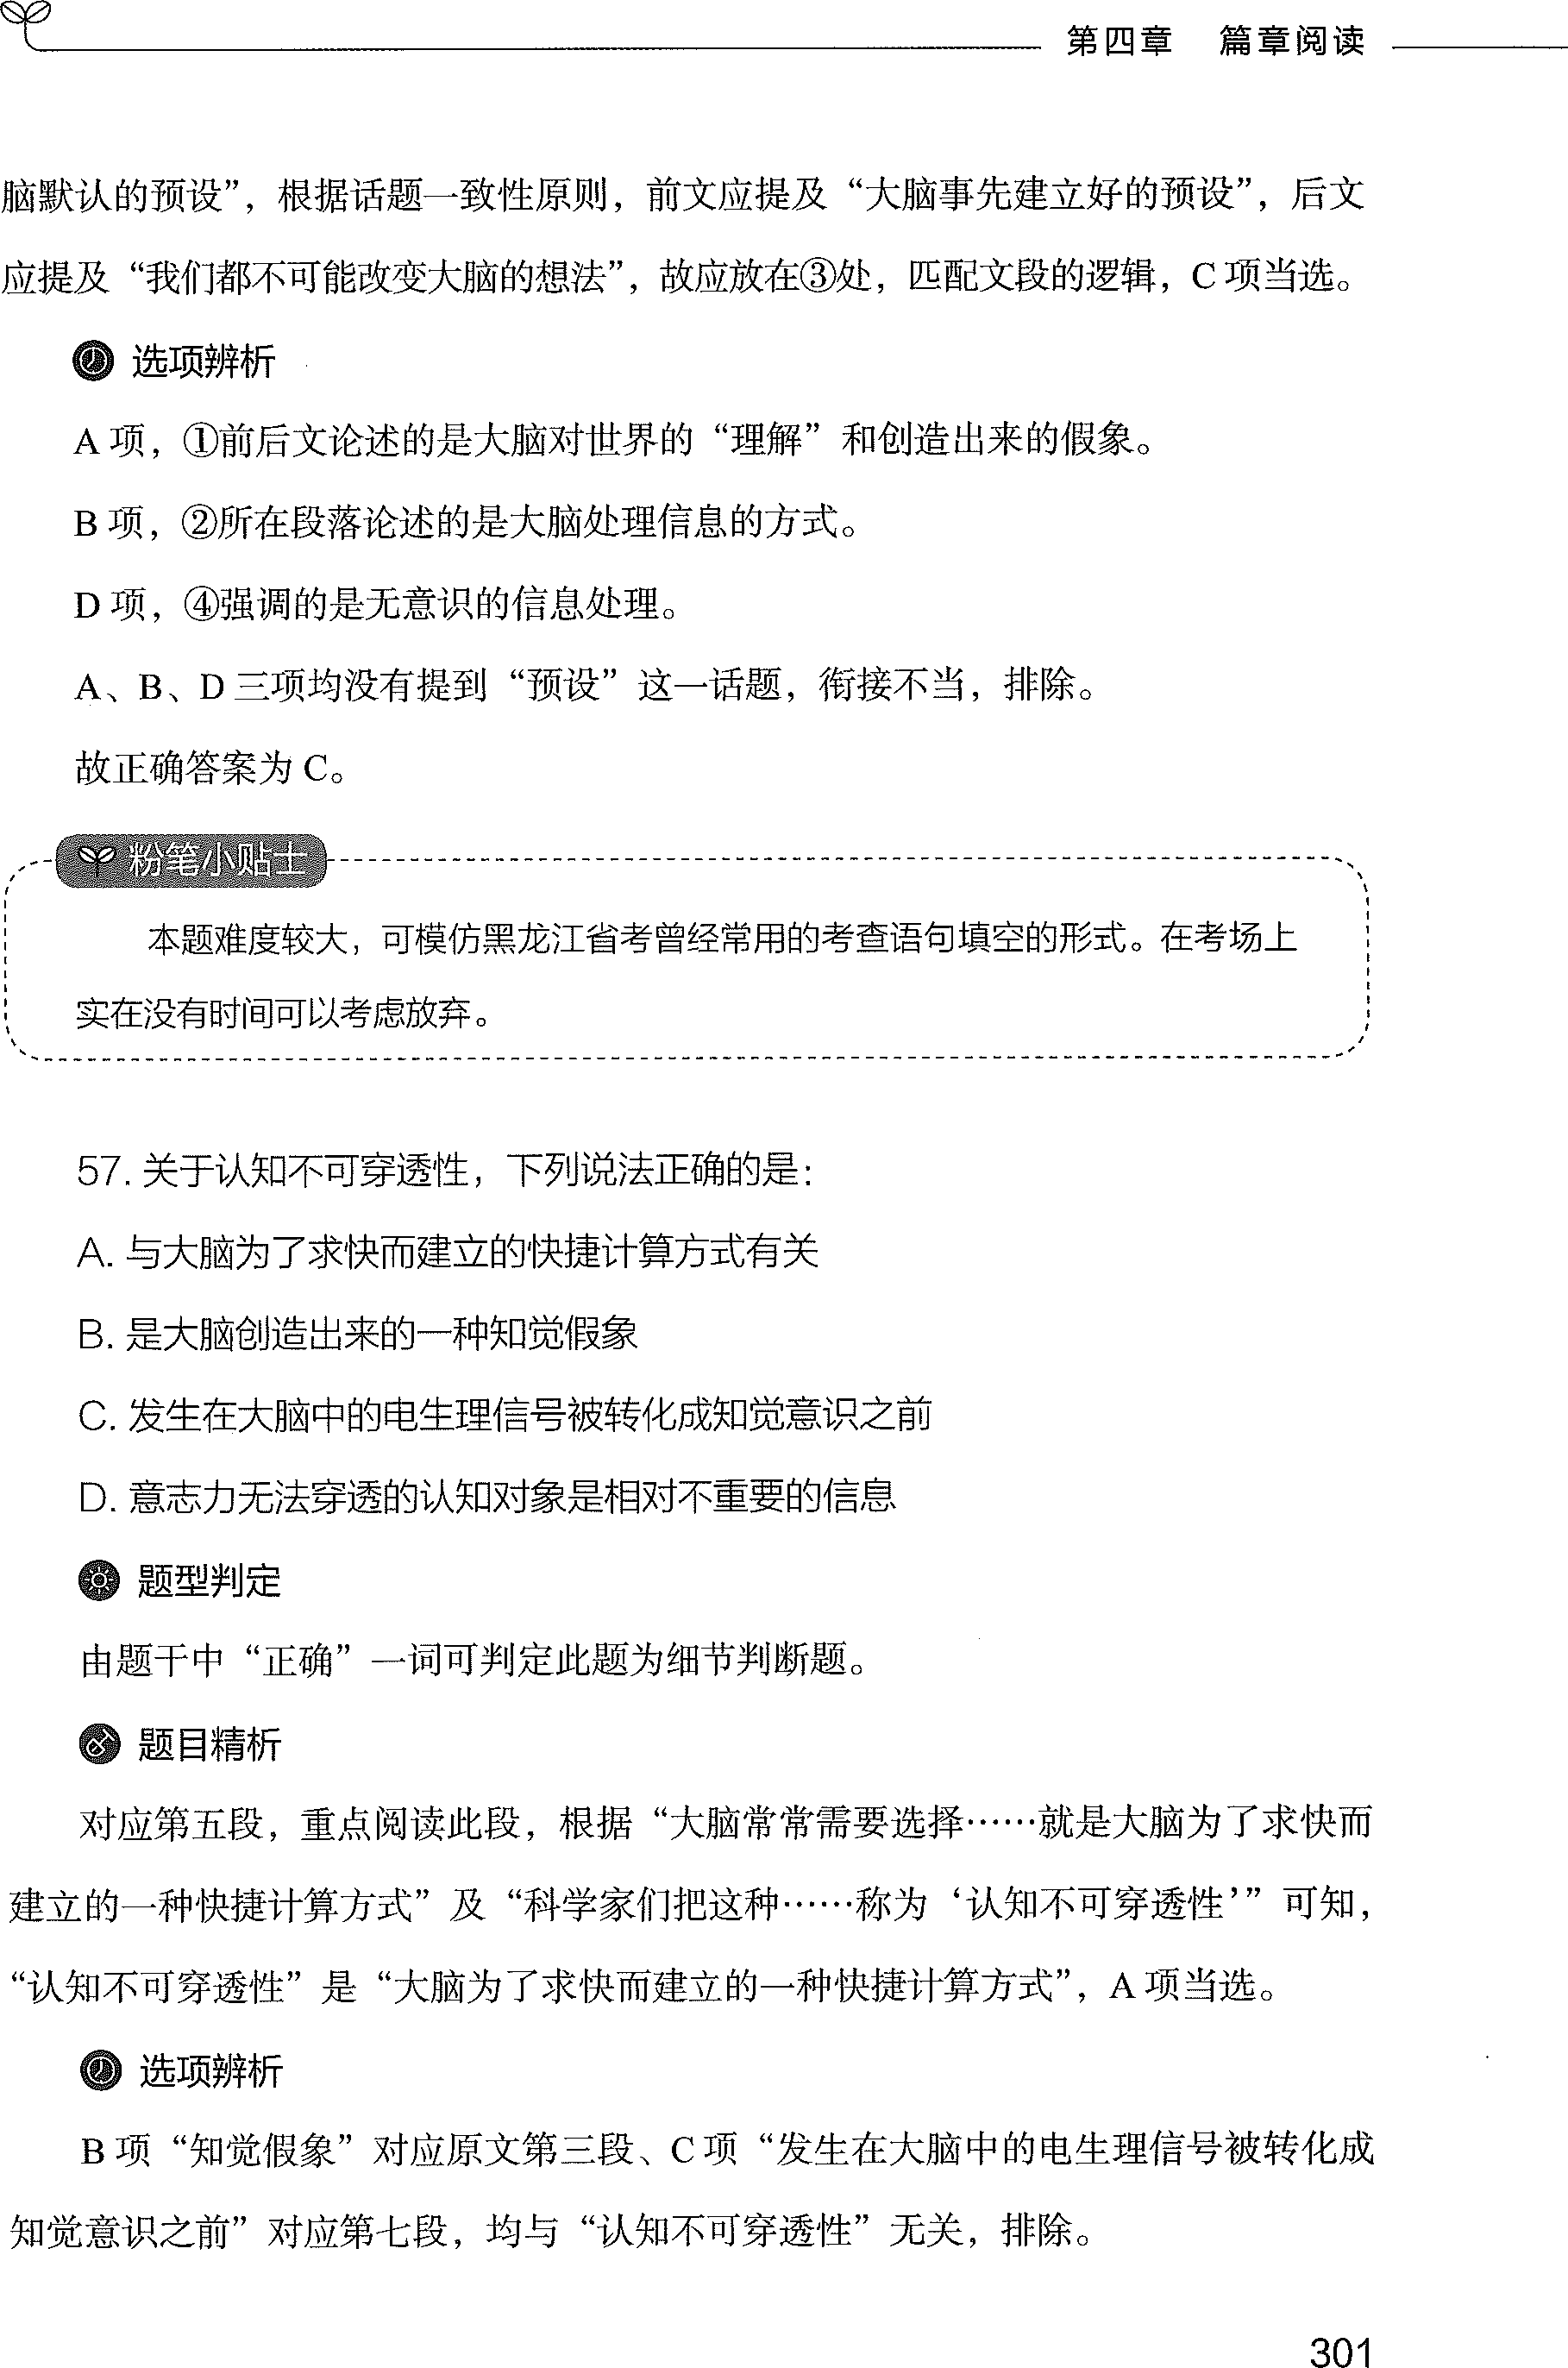 第四章 篇章阅读
脑默认的预设”，根据话题一致性原则，前文应提及“大脑事先建立好的预设”，后文
应提及“我们都不可能改变大脑的想法”，故应放在③处，匹配文段的逻辑，C 项当选。
选项辨析
A 项，①前后文论述的是大脑对世界的“理解”和创造出来的假象。
B 项，②所在段落论述的是大脑处理信息的方式。
D 项，④强调的是无意识的信息处理。
A、B、D 三项均没有提到“预设”这一话题，衔接不当，排除。
故正确答案为 C。
粉笔小贴士
本题难度较大，可模仿黑龙江省考曾经常用的考查语句填空的形式。在考场上
实在没有时间可以考虑放弃。
57. 关于认知不可穿透性，下列说法正确的是：
A. 与大脑为了求快而建立的快捷计算方式有关
B. 是大脑创造出来的一种知觉假象
C. 发生在大脑中的电生理信号被转化成知觉意识之前
D. 意志力无法穿透的认知对象是相对不重要的信息
题型判定
由题干中“正确”一词可判定此题为细节判断题。
题目精析
对应第五段，重点阅读此段，根据“大脑常常需要选择……就是大脑为了求快而
建立的一种快捷计算方式”及“科学家们把这种……称为‘认知不可穿透性’”可知，
“认知不可穿透性”是“大脑为了求快而建立的一种快捷计算方式”，A 项当选。
选项辨析
B 项“知觉假象”对应原文第三段、C 项“发生在大脑中的电生理信号被转化成
知觉意识之前”对应第七段，均与“认知不可穿透性”无关，排除。
301